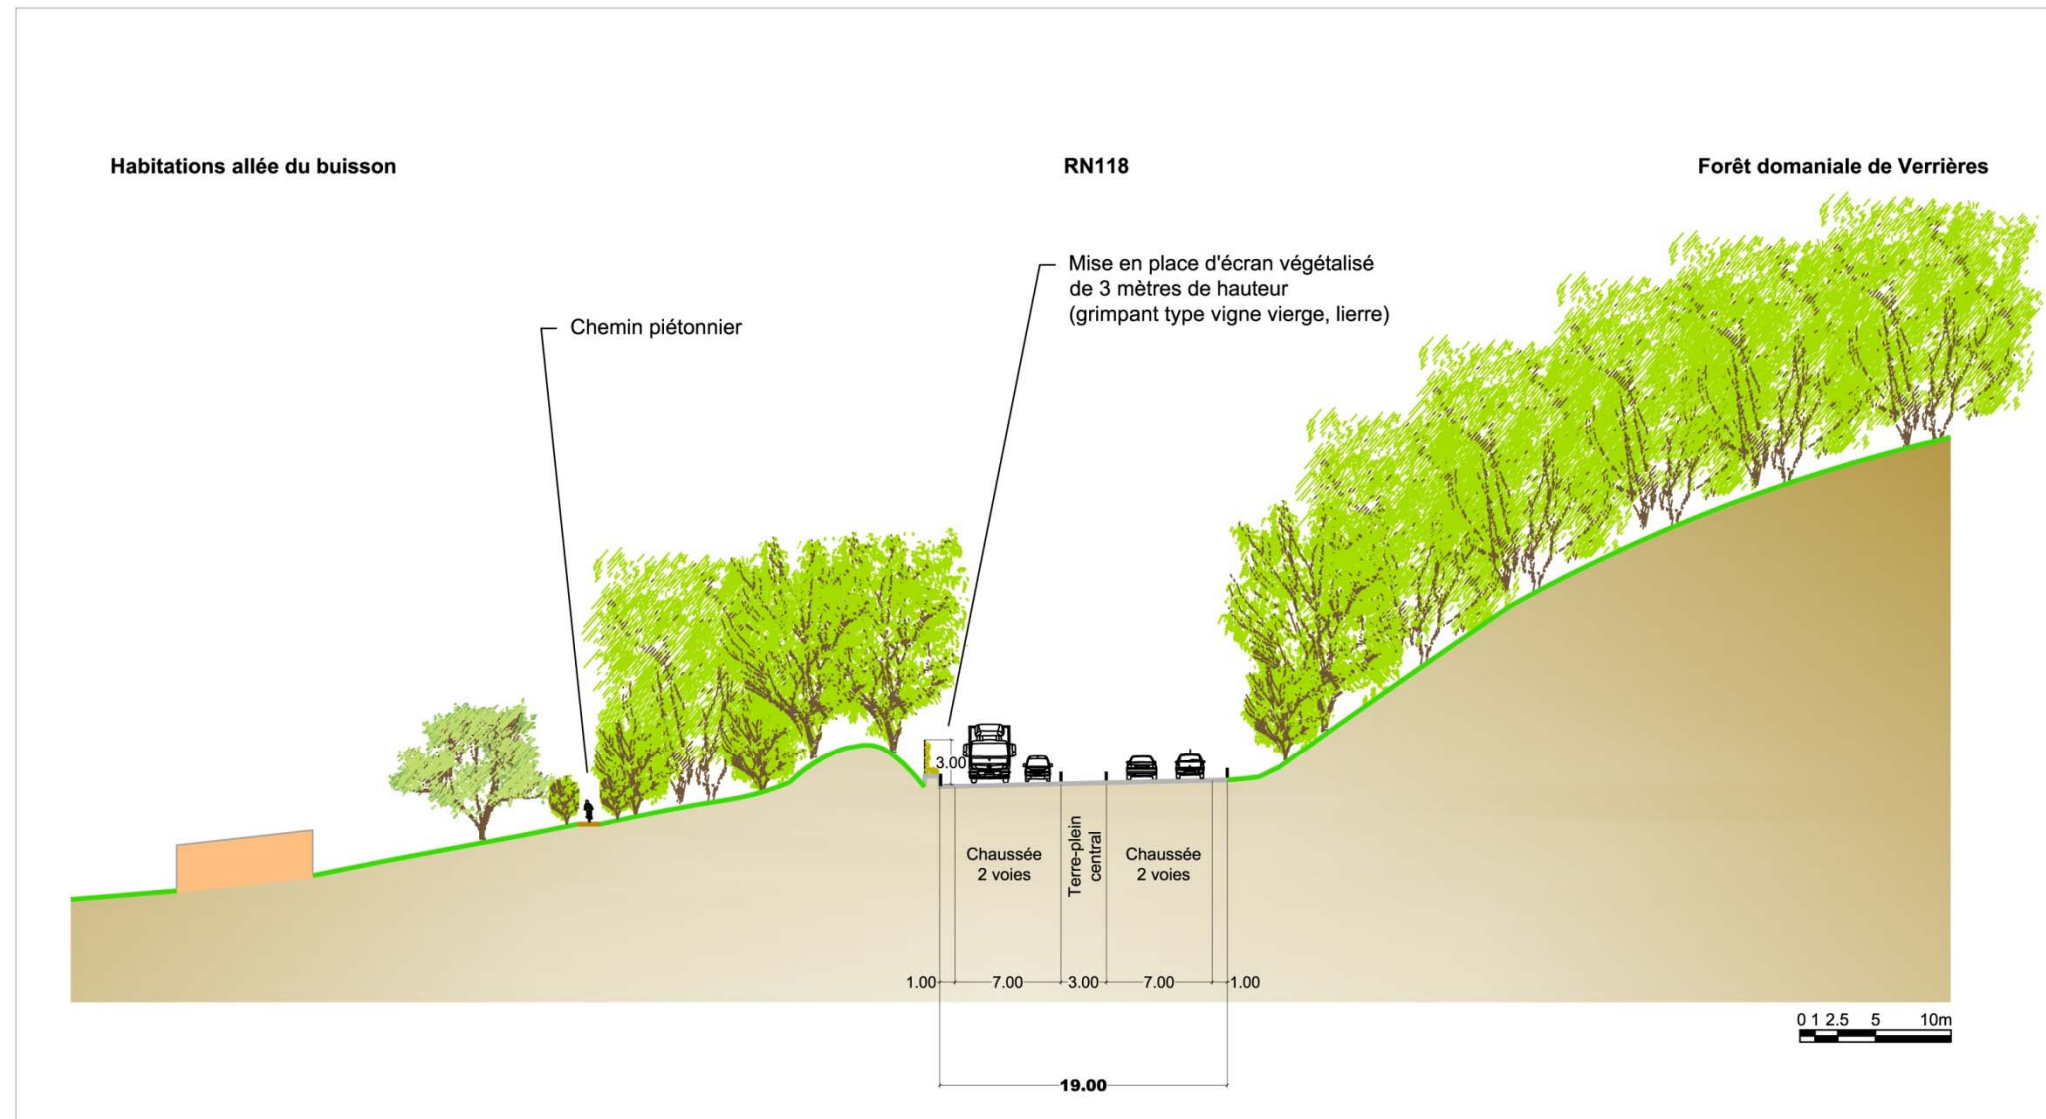 Habitations allée du buisson
RN118
Forêt domaniale de Verrières
Mise en place d'écran végétalisé
de 3 mètres de hauteur
(grimpant type vigne vierge, lierre)
Chemin piétonnier
3.00
Chaussée
2 voies
Terre-plein
central
Chaussée
2 voies
1.00 7.00 3.00 7.00 1.00
0 1 2.5 5 10m
19.00